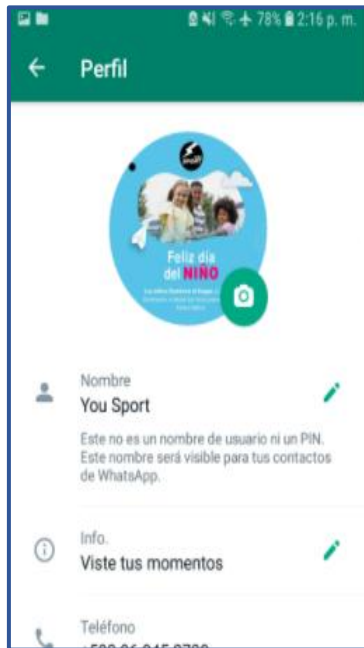 78% 2:16 p. m.
Perfil
Feliz día
del NIÑO
Nombre
You Sport
Este no es un nombre de usuario ni un PIN.
Este nombre será visible para tus contactos
de WhatsApp.
Info.
Viste tus momentos
Teléfono